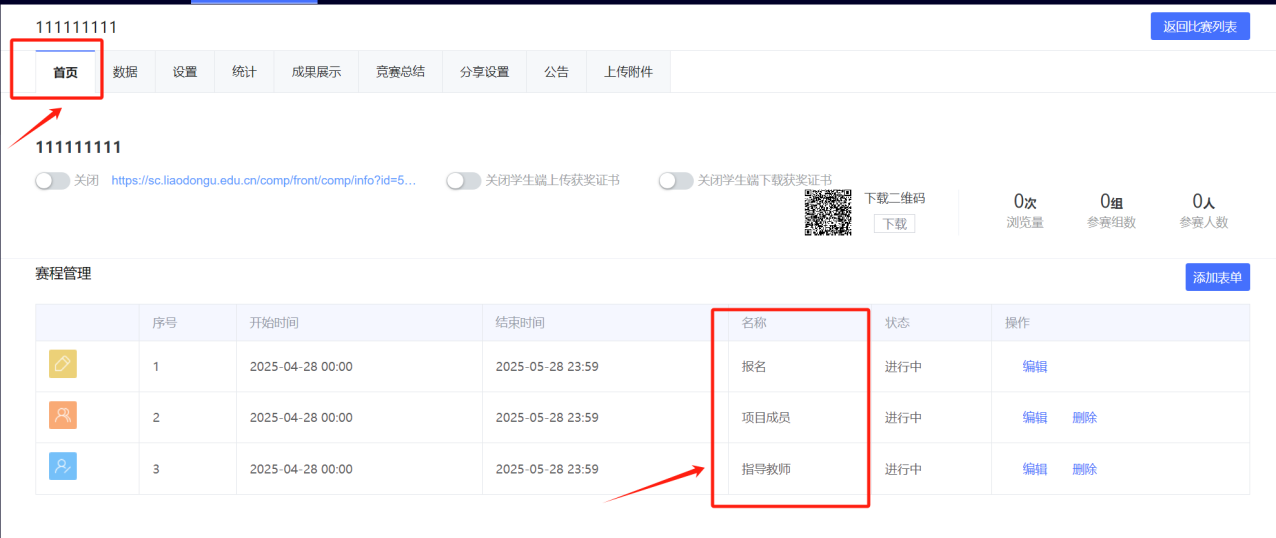 111111111
返回比赛列表
首页 数据 设置 统计 成果展示 竞赛总结 分享设置 公告 上传附件
111111111
关闭 https://sc.liaodongu.edu.cn/comp/front/comp/info?id=5... 关闭学生端上传获奖证书 关闭学生端下载获奖证书
下载二维码
下载
0次 0组 0人
浏览量 参赛组数 参赛人数
赛程管理
添加表单
序号 开始时间 结束时间 名称 状态 操作
1 2025-04-28 00:00 2025-05-28 23:59 报名 进行中 编辑
2 2025-04-28 00:00 2025-05-28 23:59 项目成员 进行中 编辑 删除
3 2025-04-28 00:00 2025-05-28 23:59 指导教师 进行中 编辑 删除